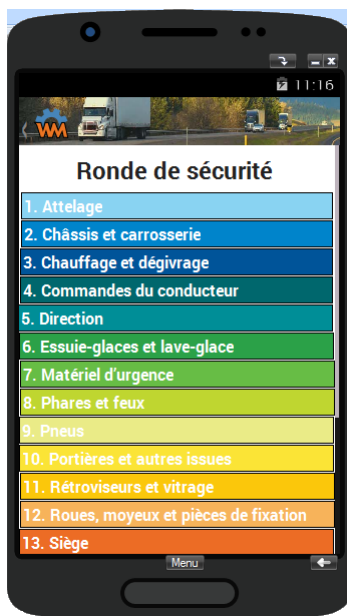 11:16
WM
Ronde de sécurité
1. Attelage
2. Châssis et carrosserie
3. Chauffage et dégivrage
4. Commandes du conducteur
5. Direction
6. Essuie-glaces et lave-glace
7. Matériel d'urgence
8. Phares et feux
9. Pneus
10. Portières et autres issues
11. Rétroviseurs et vitrage
12. Roues, moyeux et pièces de fixation
13. Siège
Menu